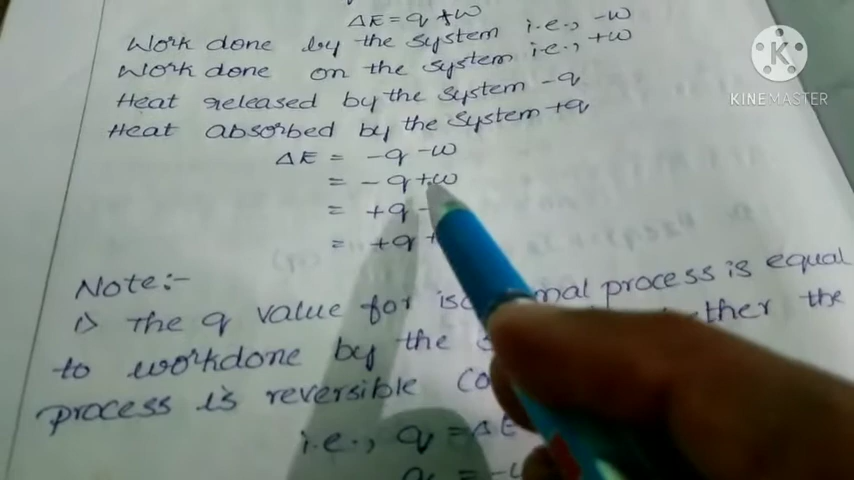 ΔE = q +w
Work done by the system i.e., -w
Work done on the system i.e., +w
Heat released by the system -q
Heat absorbed by the system +q
ΔE = -q -w
= -q +w
= +q -
= +q +
Note:-
1) The q value for mal process is equal
to workdone by the the
process is reversible
i.e., q = ΔE
q = -w
KINEMASTER